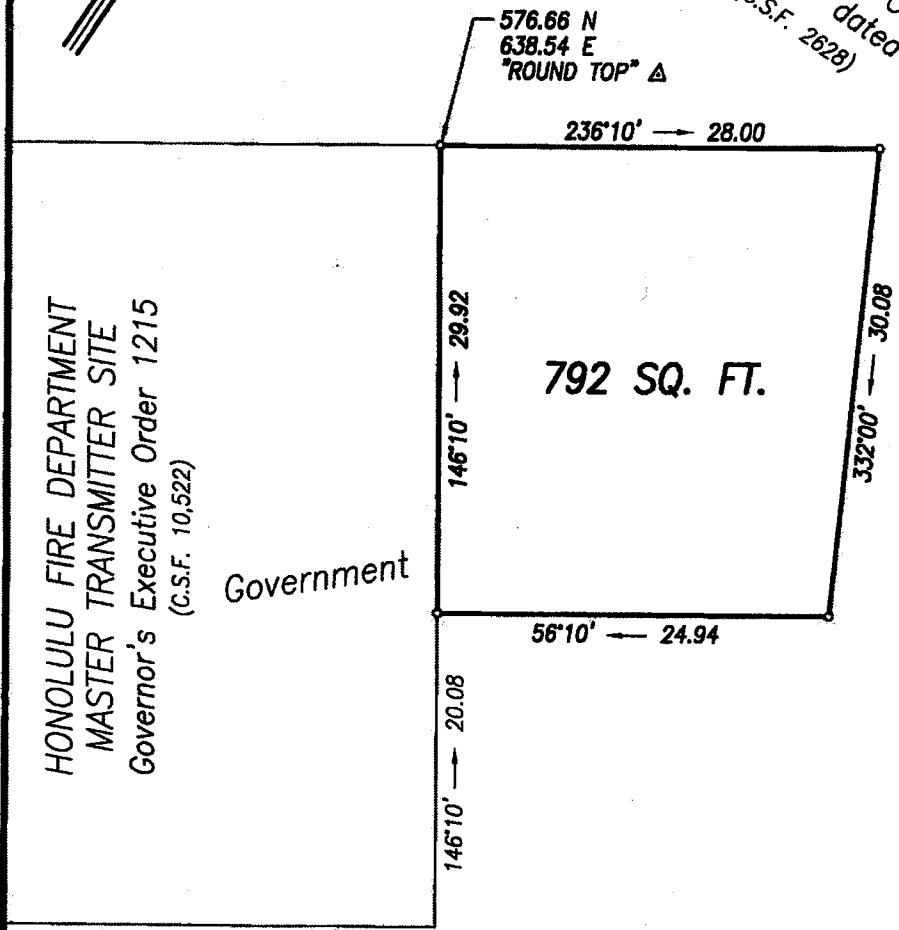 576.66 N
638.54 E
"ROUND TOP" △
dated
C.S.F. 2628)
236°10' → 28.00
146°10' → 29.92
792 SQ. FT.
332°00' ← 30.08
56°10' ← 24.94
146°10' → 20.08
HONOLULU FIRE DEPARTMENT
MASTER TRANSMITTER SITE
Governor's Executive Order 1215
(C.S.F. 10,522)
Government